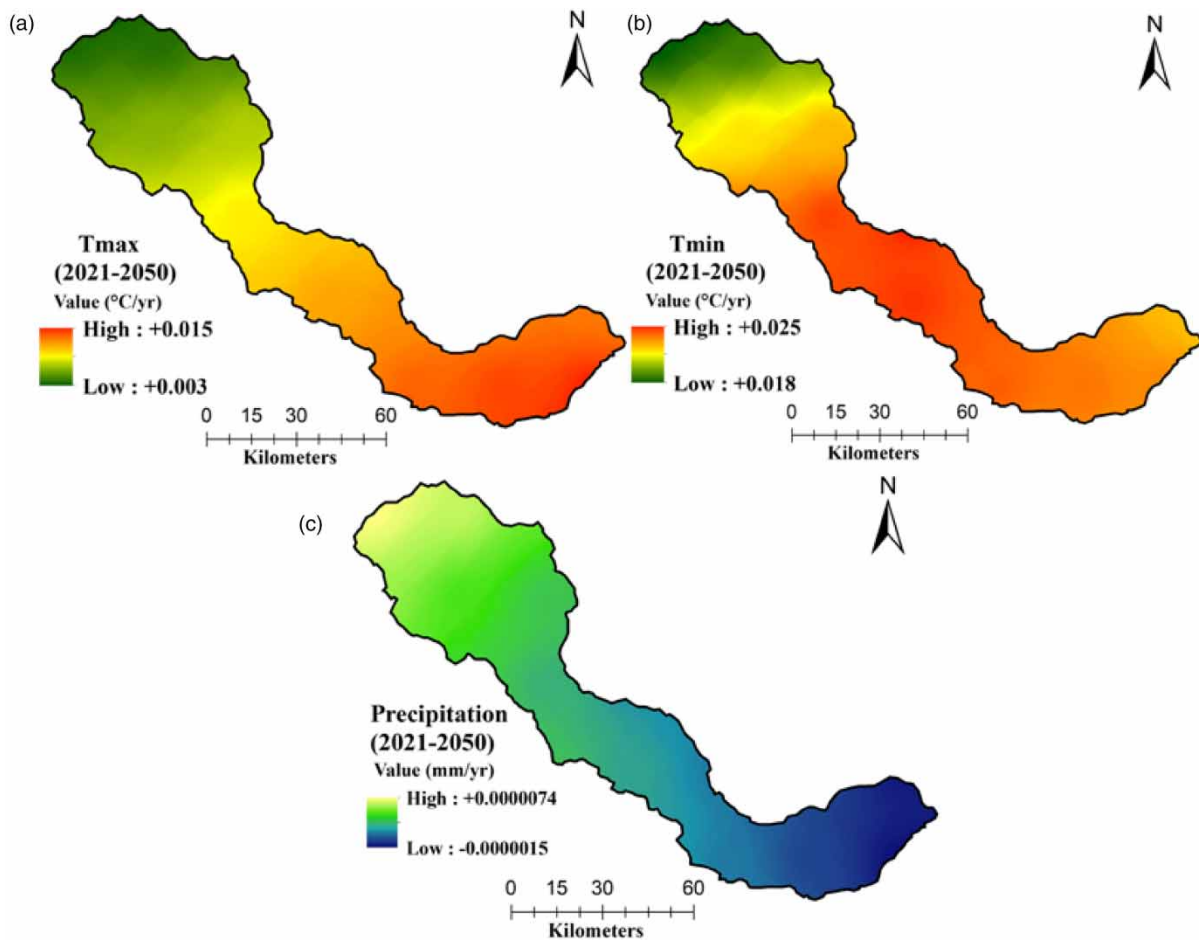 (a)
N
Tmax
(2021-2050)
Value (°C/yr)
High : +0.015
Low : +0.003
0 15 30 60
Kilometers
(b)
N
Tmin
(2021-2050)
Value (°C/yr)
High : +0.025
Low : +0.018
0 15 30 60
Kilometers
(c)
N
Precipitation
(2021-2050)
Value (mm/yr)
High : +0.0000074
Low : -0.0000015
0 15 30 60
Kilometers